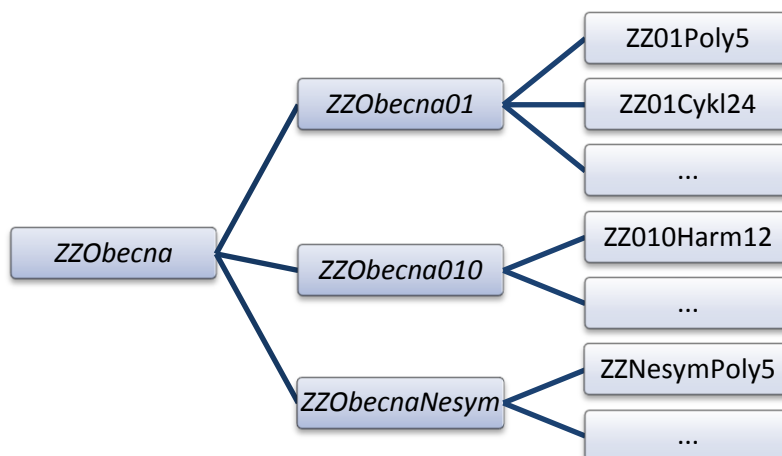 ZZ01Poly5
ZZObecna01
ZZ01Cykl24
...
ZZObecna
ZZ010Harm12
ZZObecna010
...
ZZNesymPoly5
ZZObecnaNesym
...